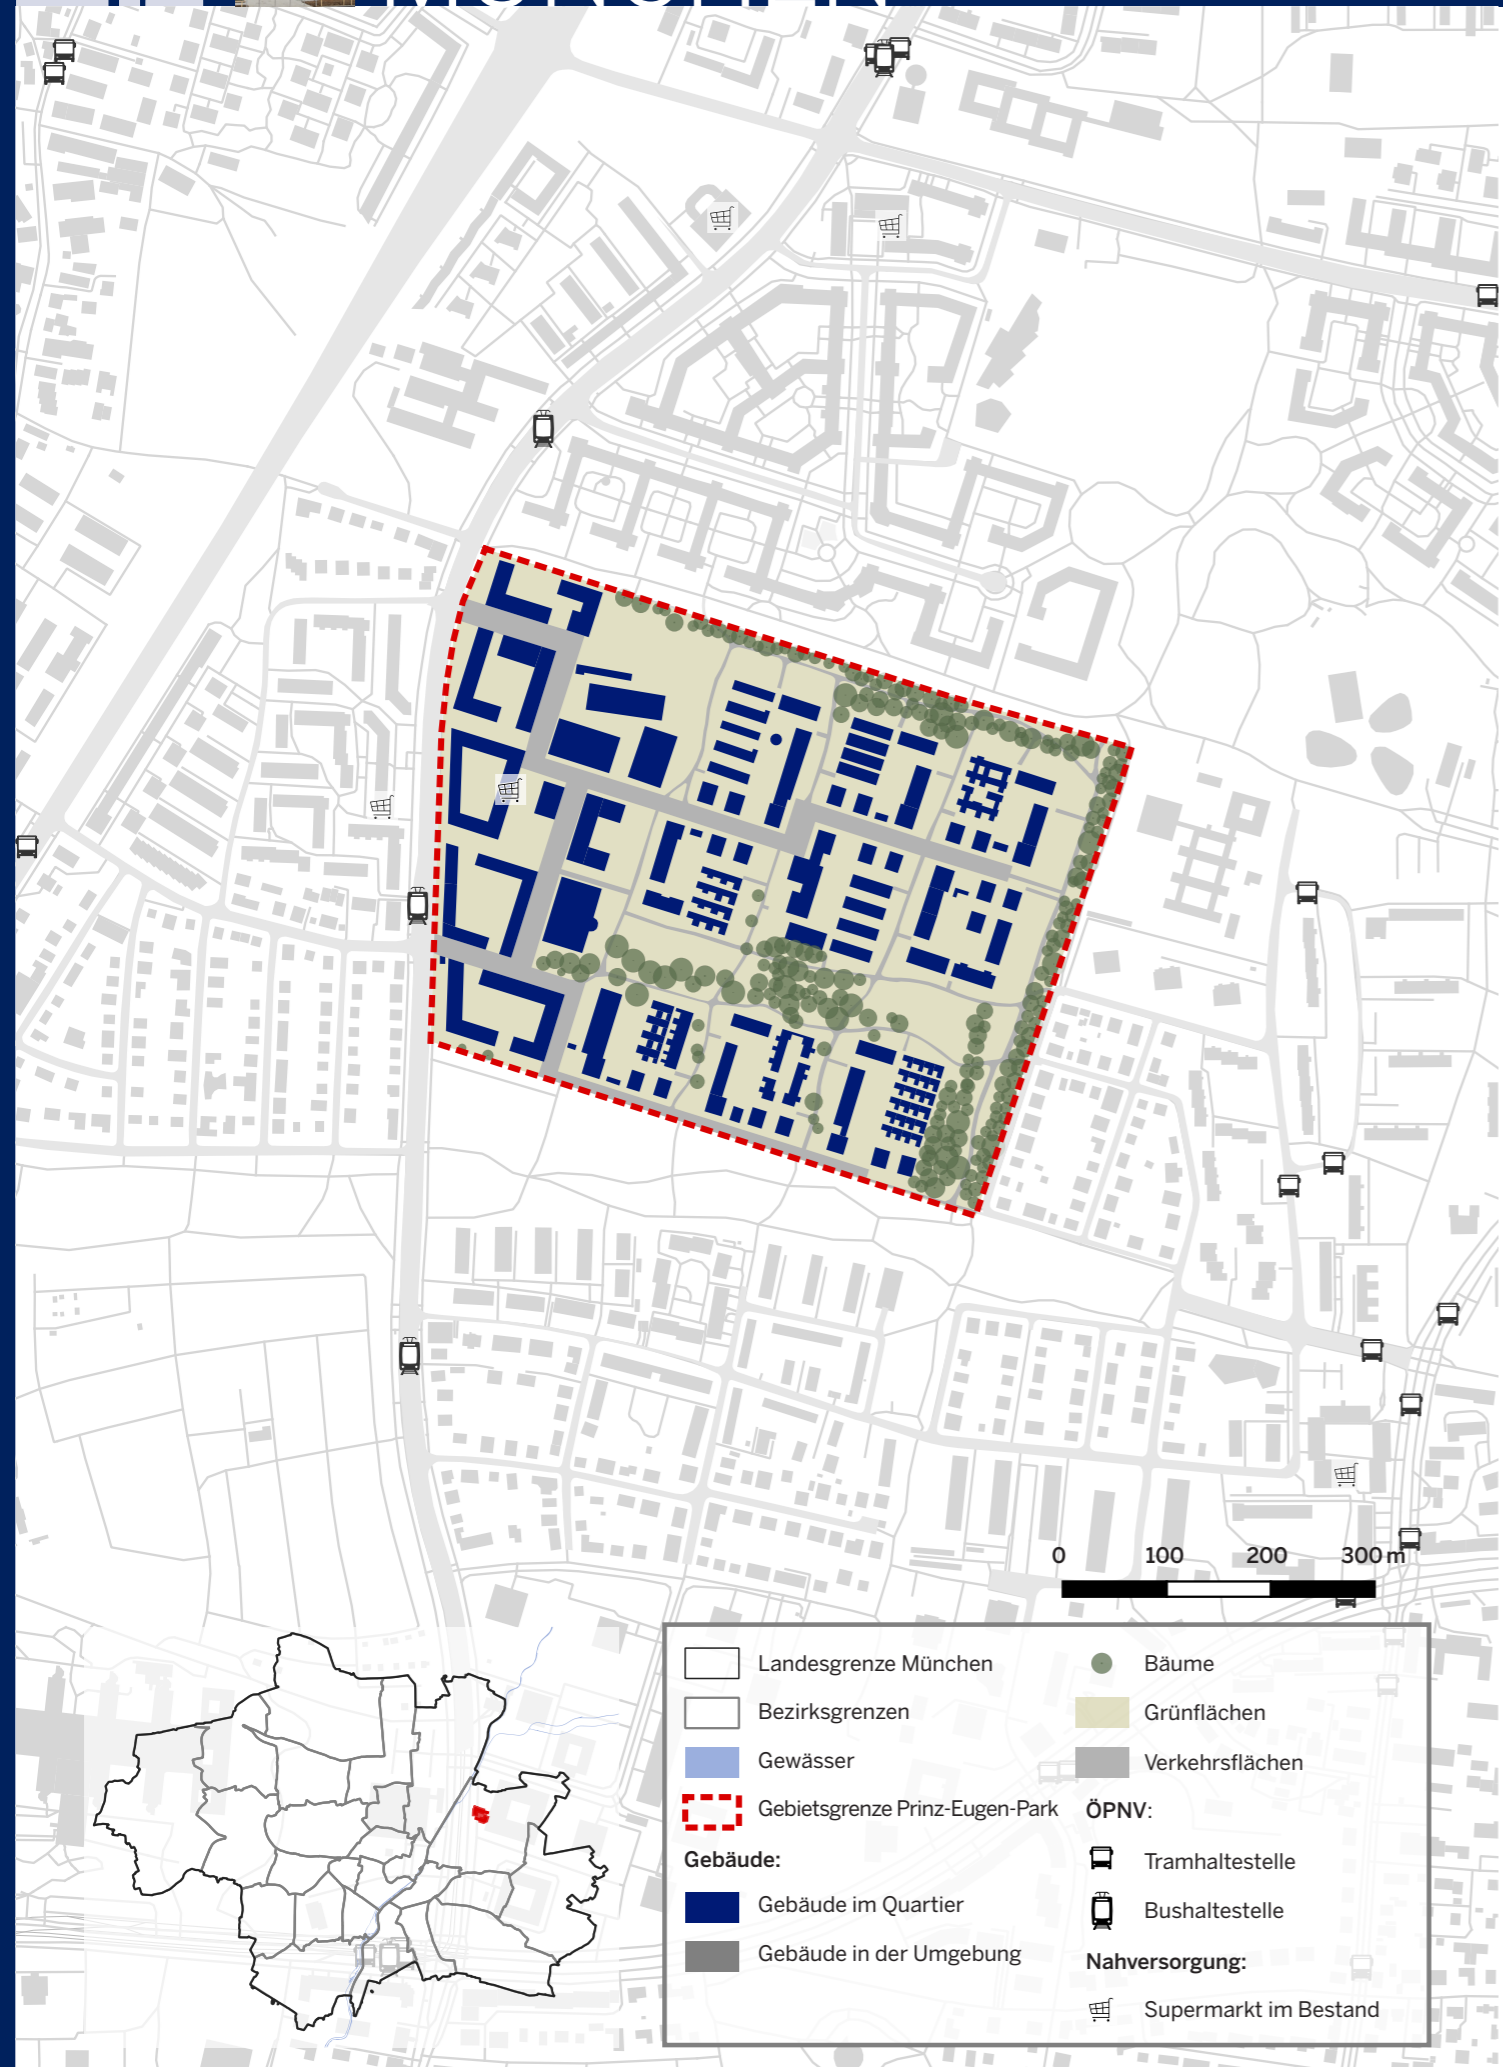 MÜNCHEN
0 100 200 300 m
Landesgrenze München
Bezirksgrenzen
Gewässer
Gebietsgrenze Prinz-Eugen-Park
Gebäude:
Gebäude im Quartier
Gebäude in der Umgebung
Bäume
Grünflächen
Verkehrsflächen
ÖPNV:
Tramhaltestelle
Bushaltestelle
Nahversorgung:
Supermarkt im Bestand